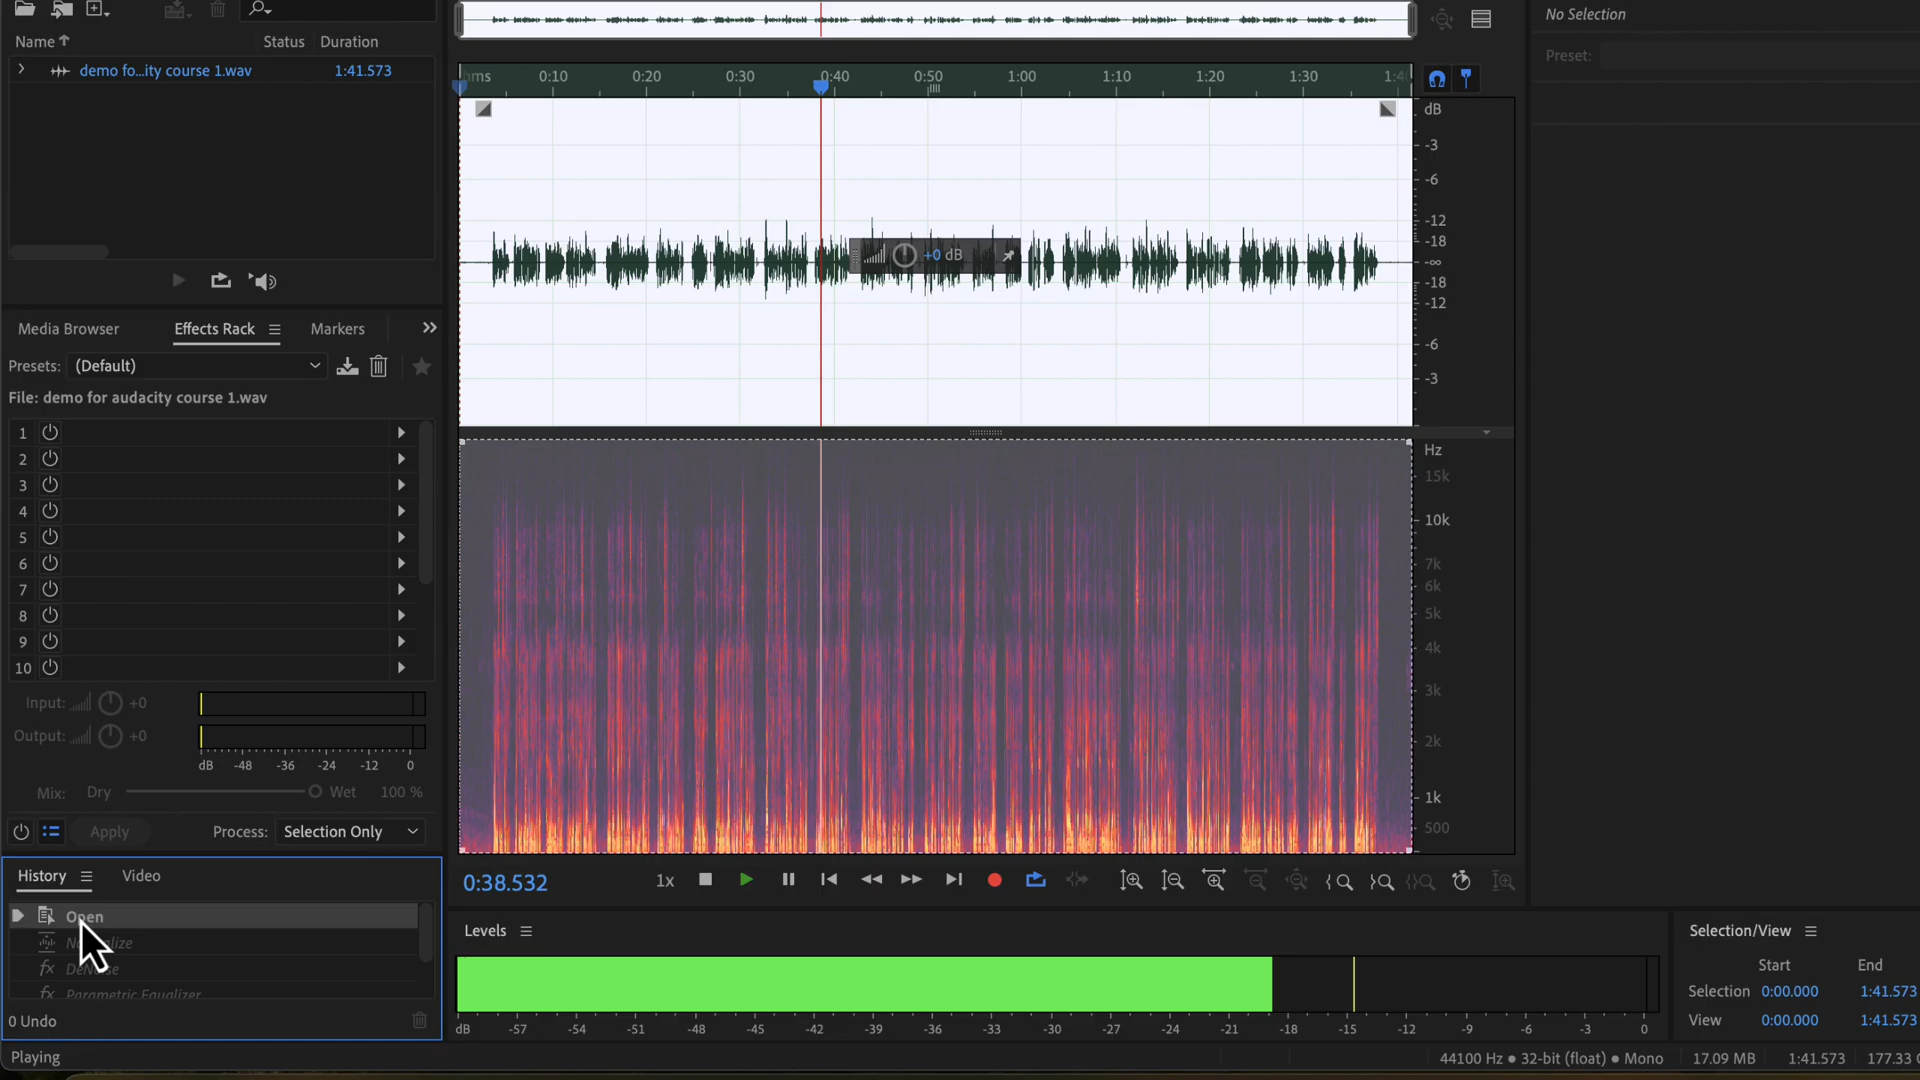 Name Status Duration
demo fo...ity course 1.wav 1:41.573
Media Browser Effects Rack Markers
Presets: (Default)
File: demo for audacity course 1.wav
1
2
3
4
5
6
7
8
9
10
Input: +0
Output: +0
dB -48 -36 -24 -12 0
Mix: Dry Wet 100 %
Apply Process: Selection Only
History Video
Open
Parametric Equalizer
0 Undo
Playing
hms 0:10 0:20 0:30 0:40 0:50 1:00 1:10 1:20 1:30
dB
-3
-6
-12
-18
-∞
-18
-12
-6
-3
+0 dB
Hz
15k
10k
7k
6k
5k
4k
3k
2k
1k
500
0:38.532 1x
Levels
dB -57 -54 -51 -48 -45 -42 -39 -36 -33 -30 -27 -24 -21 -18 -15 -12 -9 -6 -3 0
No Selection
Preset:
Selection/View
Start End
Selection 0:00.000 1:41.573
View 0:00.000 1:41.573
44100 Hz ● 32-bit (float) ● Mono 17.09 MB 1:41.573